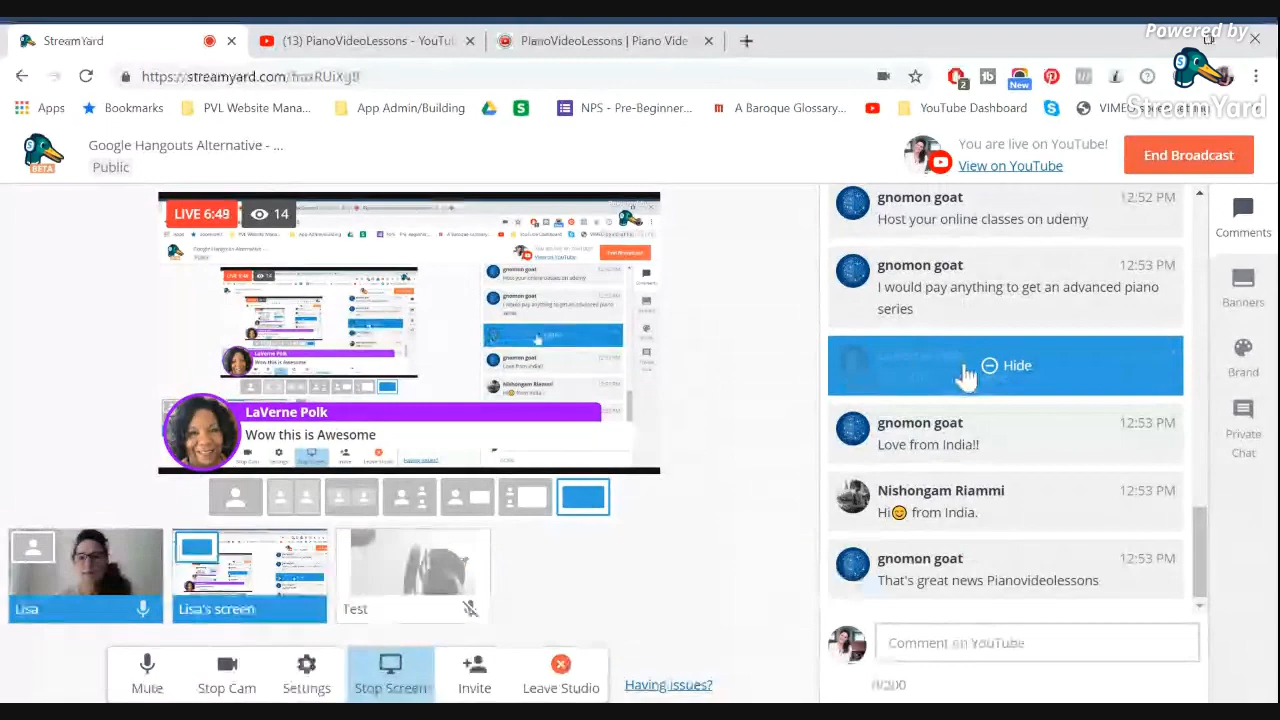 Powered by
StreamYard
StreamYard
(13) PianoVideoLessons - YouTu
PianoVideoLessons | Piano Vide
https://streamyard.com/
2
New
Apps
Bookmarks
PVL Website Mana...
App Admin/Building
NPS - Pre-Beginner...
A Baroque Glossary...
YouTube Dashboard
BETA
Google Hangouts Alternative - ...
Public
You are live on YouTube!
View on YouTube
End Broadcast
LIVE 6:49
14
LaVerne Polk
Wow this is Awesome
gnomon goat
12:52 PM
Host your online classes on udemy
gnomon goat
12:53 PM
I would pay anything to get an advanced piano
series
Hide
gnomon goat
12:53 PM
Love from India!!
Nishongam Riammi
12:53 PM
Hi😊 from India.
gnomon goat
12:53 PM
That's great news Pianovideolessons
Comment on YouTube
Comments
Banners
Brand
Private
Chat
Lisa
Lisa's screen
Test
Mute
Stop Cam
Settings
Stop Screen
Invite
Leave Studio
Having issues?